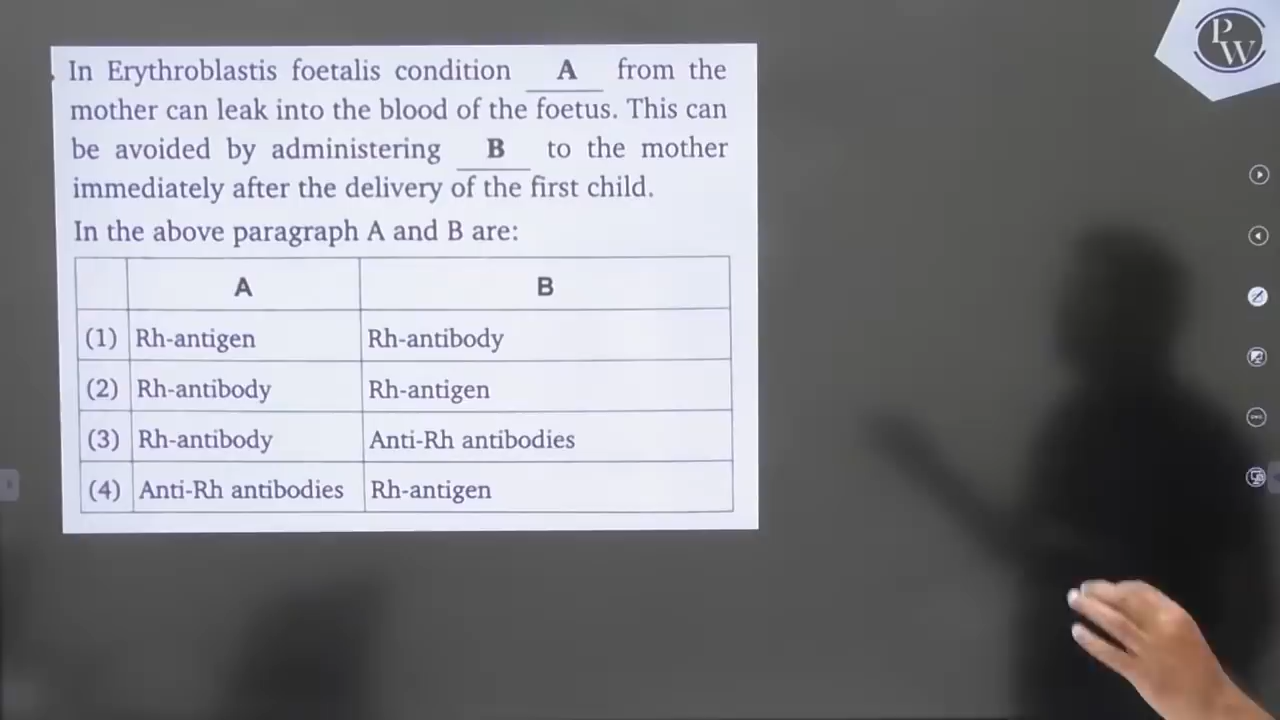 PW
In Erythroblastis foetalis condition A from the
mother can leak into the blood of the foetus. This can
be avoided by administering B to the mother
immediately after the delivery of the first child.
In the above paragraph A and B are:
A B
(1) Rh-antigen Rh-antibody
(2) Rh-antibody Rh-antigen
(3) Rh-antibody Anti-Rh antibodies
(4) Anti-Rh antibodies Rh-antigen